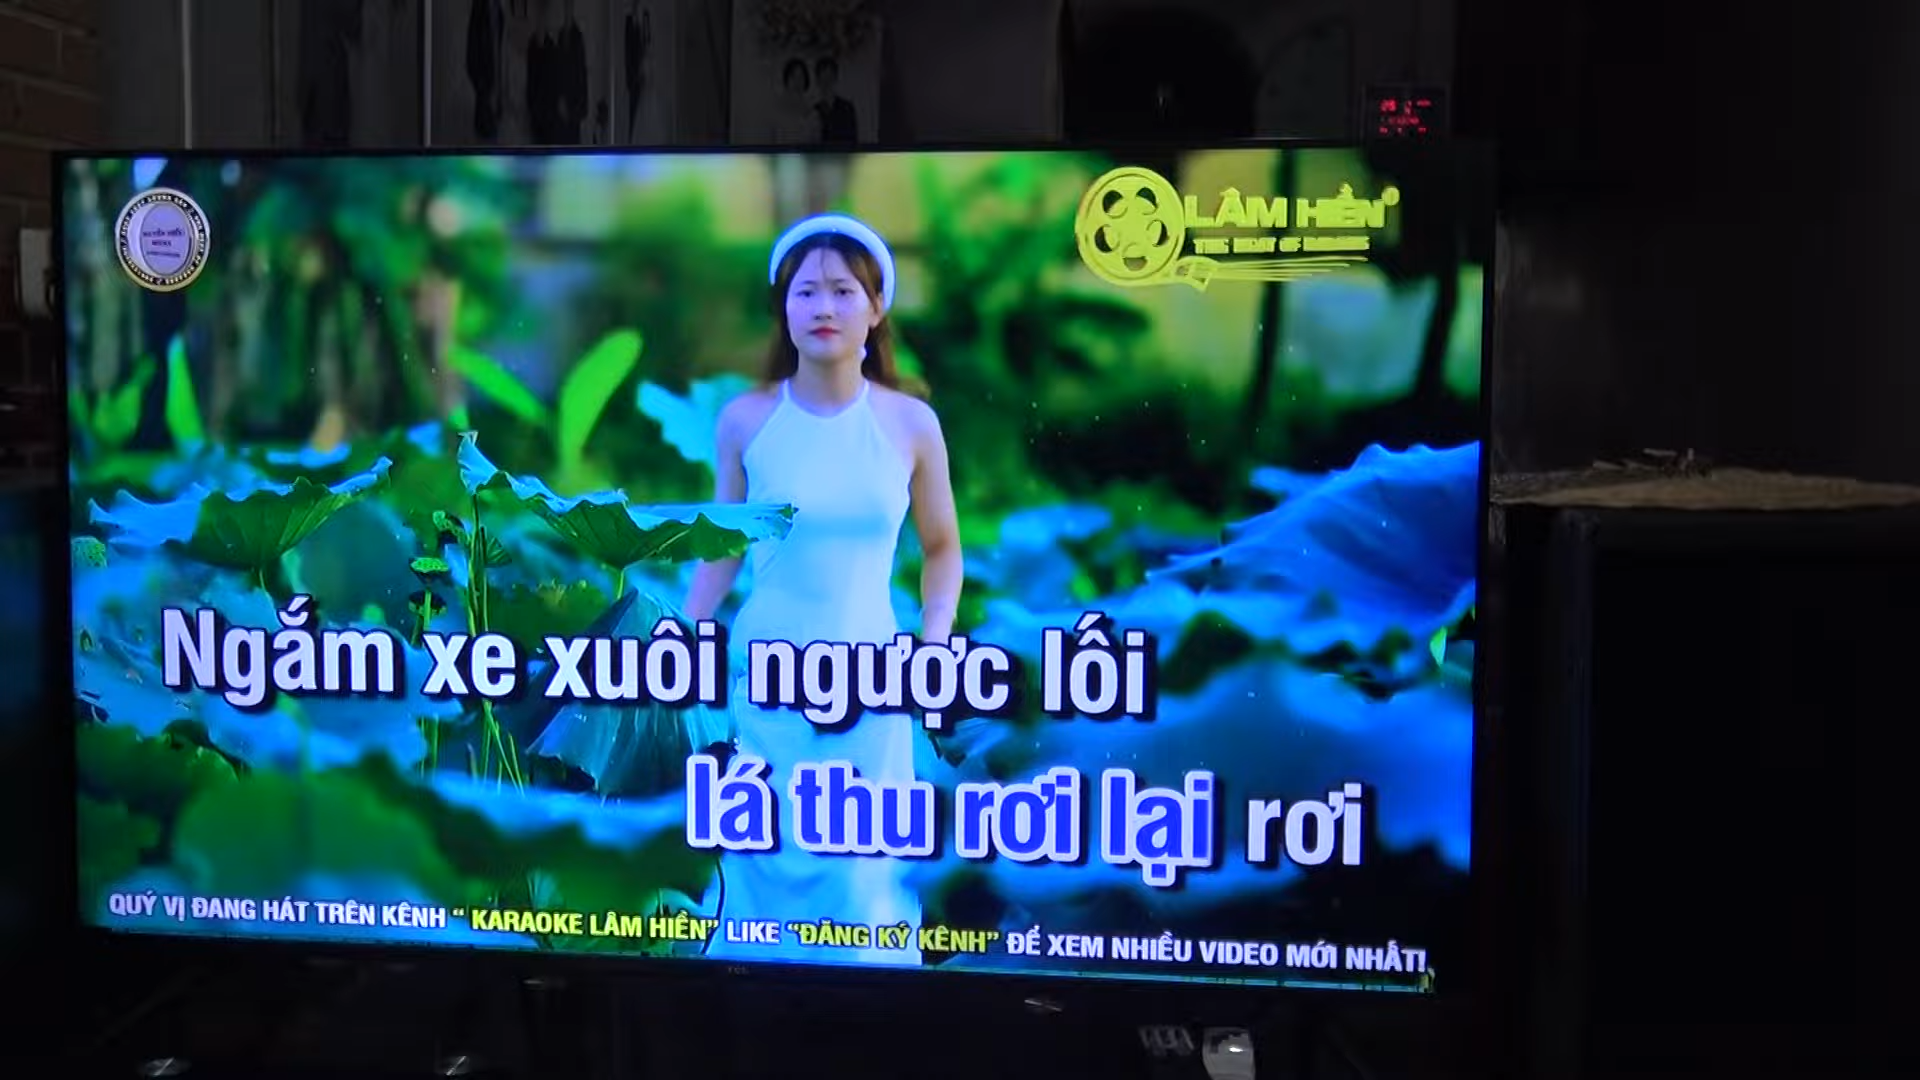 LÂM HIỀN
Ngắm xe xuôi ngược lối
lá thu rơi lại rơi
QUÝ VỊ ĐANG HÁT TRÊN KÊNH “ KARAOKE LÂM HIỀN” LIKE “ĐĂNG KÝ KÊNH” ĐỂ XEM NHIỀU VIDEO MỚI NHẤT!
TCL